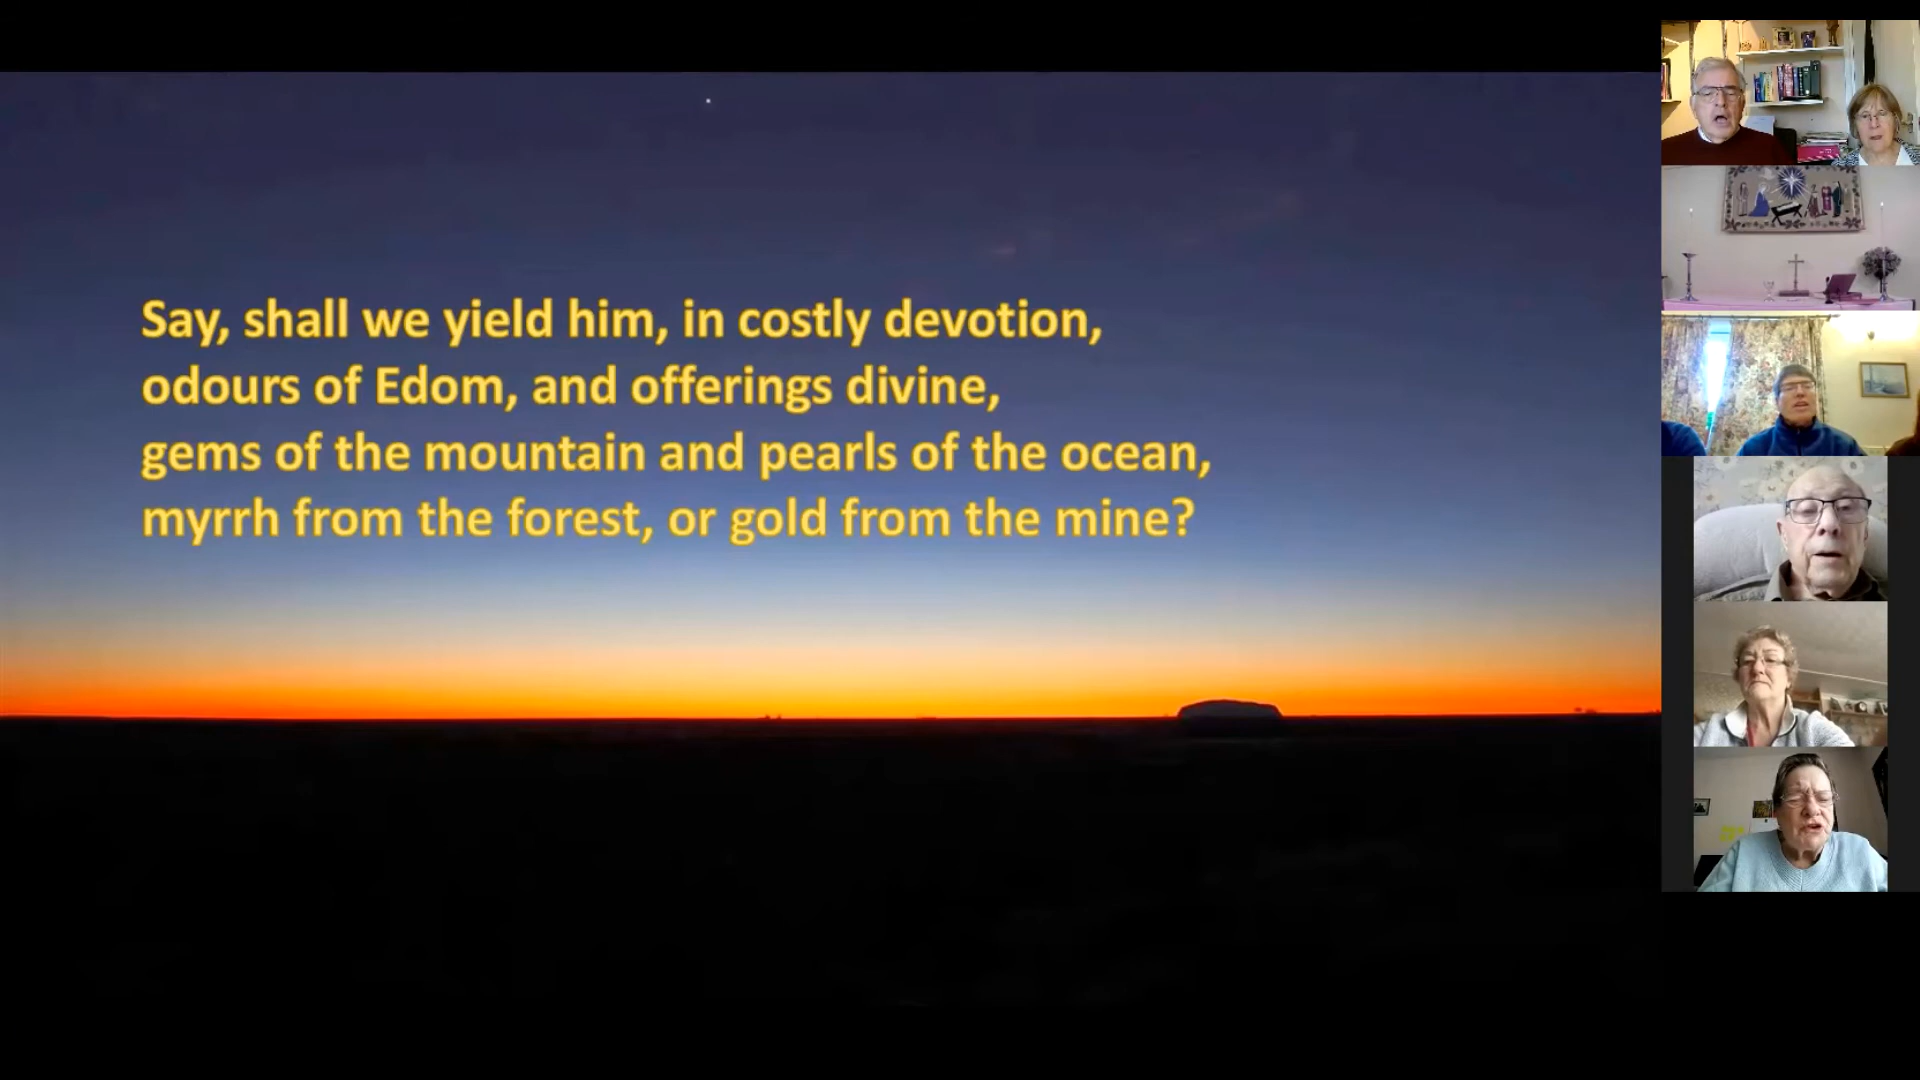 Say, shall we yield him, in costly devotion,
odours of Edom, and offerings divine,
gems of the mountain and pearls of the ocean,
myrrh from the forest, or gold from the mine?